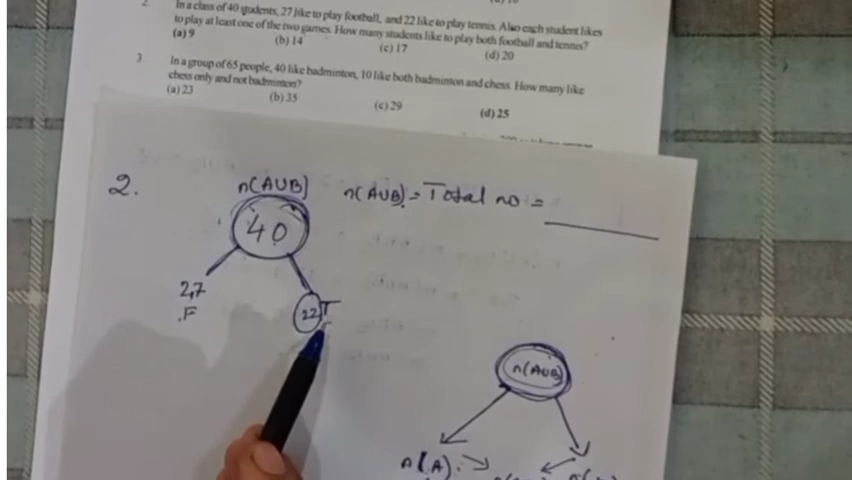 2. In a class of 40 students, 27 like to play football, and 22 like to play tennis. Also each student likes
to play at least one of the two games. How many students like to play both football and tennis?
(a) 9 (b) 14 (c) 17 (d) 20
3 In a group of 65 people, 40 like badminton, 10 like both badminton and chess. How many like
chess only and not badminton?
(a) 23 (b) 35 (c) 29 (d) 25
2. n(AUB) n(AUB) = Total no =
40
27 22 T
F
n(AUB)
n(A)